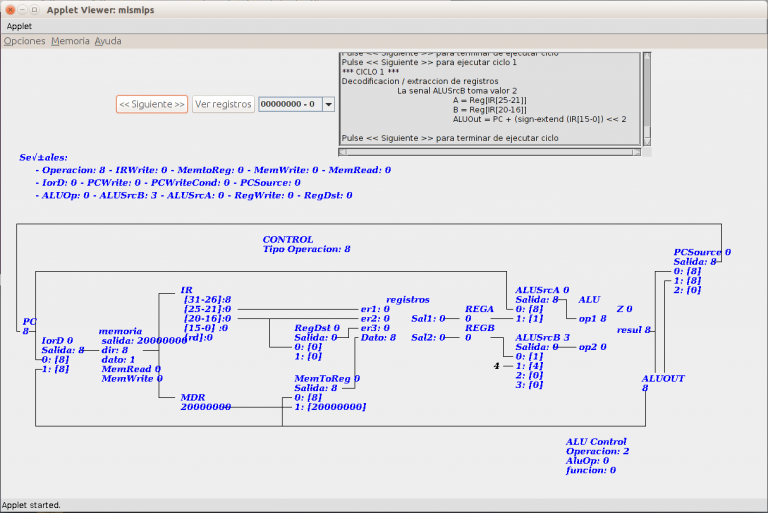 Applet Viewer: mismips
Applet
Opciones Memoria Ayuda
Pulse << Siguiente >> para terminar de ejecutar ciclo
Pulse << Siguiente >> para ejecutar ciclo 1
*** CICLO 1 ***
Decodificacion / extraccion de registros
La senal ALUSrcB toma valor 2
A = Reg[IR[25-21]]
B = Reg[IR[20-16]]
ALUOut = PC + (sign-extend (IR[15-0]) << 2
Pulse << Siguiente >> para terminar de ejecutar ciclo
<< Siguiente >> Ver registros 00000000 - 0
Se√±ales:
- Operacion: 8 - IRWrite: 0 - MemtoReg: 0 - MemWrite: 0 - MemRead: 0
- IorD: 0 - PCWrite: 0 - PCWriteCond: 0 - PCSource: 0
- ALUOp: 0 - ALUSrcB: 3 - ALUSrcA: 0 - RegWrite: 0 - RegDst: 0
CONTROL
Tipo Operacion: 8
PCSource 0
Salida: 8
0: [8]
1: [8]
2: [0]
PC
8
IorD 0
Salida: 8
0: [8]
1: [8]
memoria
salida: 20000000
dir: 8
dato: 1
MemRead 0
MemWrite 0
IR
[31-26]:8
[25-21]:0
[20-16]:0
[15-0] :0
[rd]:0
MDR
20000000
RegDst 0
Salida: 0
0: [0]
1: [0]
MemToReg 0
Salida: 8
0: [8]
1: [20000000]
registros
er1: 0
er2: 0
er3: 0
Dato: 8
Sal1: 0
Sal2: 0
REGA
0
REGB
0
ALUSrcA 0
Salida: 8
0: [8]
1: [1]
ALUSrcB 3
Salida: 0
0: [1]
4
1: [4]
2: [0]
3: [0]
ALU
op1 8
op2 0
Z 0
resul 8
ALUOUT
8
ALU Control
Operacion: 2
AluOp: 0
funcion: 0
Applet started.